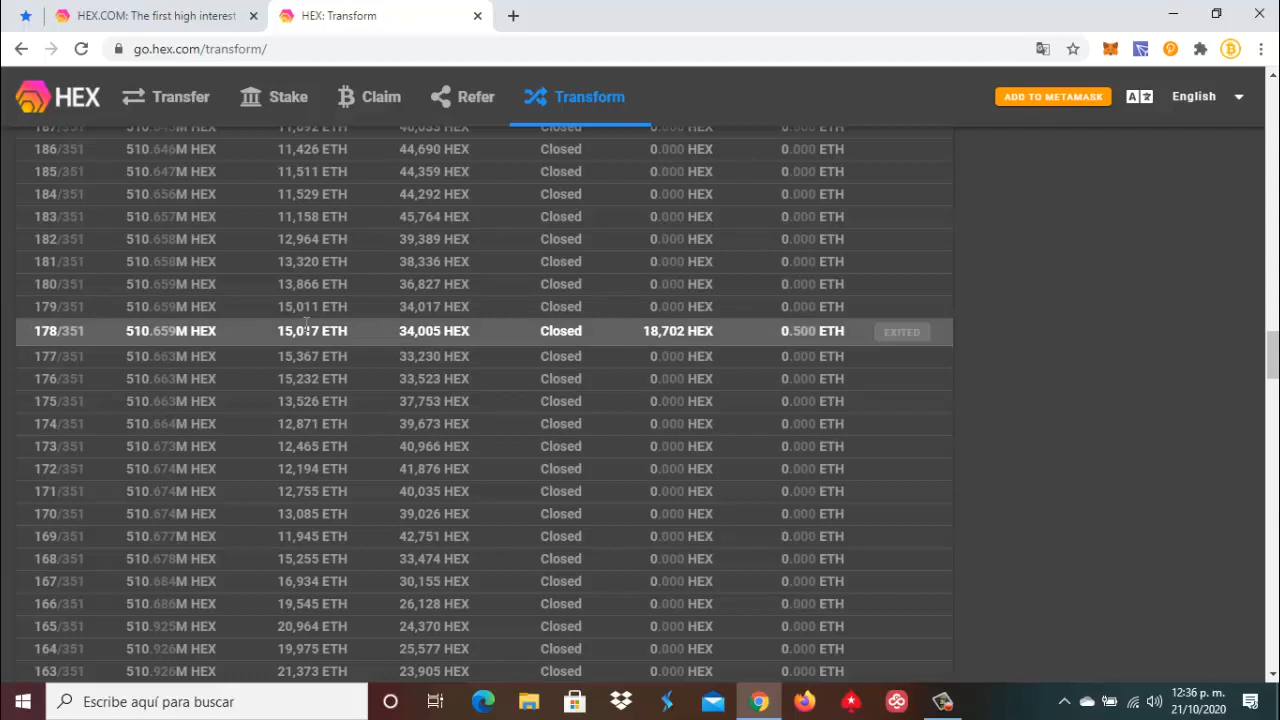 HEX.COM: The first high interest
HEX: Transform
go.hex.com/transform/
HEX Transfer Stake Claim Refer Transform ADD TO METAMASK English
186/351 510.646M HEX 11,426 ETH 44,690 HEX Closed 0.000 HEX 0.000 ETH
185/351 510.647M HEX 11,511 ETH 44,359 HEX Closed 0.000 HEX 0.000 ETH
184/351 510.656M HEX 11,529 ETH 44,292 HEX Closed 0.000 HEX 0.000 ETH
183/351 510.657M HEX 11,158 ETH 45,764 HEX Closed 0.000 HEX 0.000 ETH
182/351 510.658M HEX 12,964 ETH 39,389 HEX Closed 0.000 HEX 0.000 ETH
181/351 510.658M HEX 13,320 ETH 38,336 HEX Closed 0.000 HEX 0.000 ETH
180/351 510.659M HEX 13,866 ETH 36,827 HEX Closed 0.000 HEX 0.000 ETH
179/351 510.659M HEX 15,011 ETH 34,017 HEX Closed 0.000 HEX 0.000 ETH
178/351 510.659M HEX 15,017 ETH 34,005 HEX Closed 18,702 HEX 0.500 ETH EXITED
177/351 510.663M HEX 15,367 ETH 33,230 HEX Closed 0.000 HEX 0.000 ETH
176/351 510.663M HEX 15,232 ETH 33,523 HEX Closed 0.000 HEX 0.000 ETH
175/351 510.663M HEX 13,526 ETH 37,753 HEX Closed 0.000 HEX 0.000 ETH
174/351 510.664M HEX 12,871 ETH 39,673 HEX Closed 0.000 HEX 0.000 ETH
173/351 510.673M HEX 12,465 ETH 40,966 HEX Closed 0.000 HEX 0.000 ETH
172/351 510.674M HEX 12,194 ETH 41,876 HEX Closed 0.000 HEX 0.000 ETH
171/351 510.674M HEX 12,755 ETH 40,035 HEX Closed 0.000 HEX 0.000 ETH
170/351 510.674M HEX 13,085 ETH 39,026 HEX Closed 0.000 HEX 0.000 ETH
169/351 510.677M HEX 11,945 ETH 42,751 HEX Closed 0.000 HEX 0.000 ETH
168/351 510.678M HEX 15,255 ETH 33,474 HEX Closed 0.000 HEX 0.000 ETH
167/351 510.684M HEX 16,934 ETH 30,155 HEX Closed 0.000 HEX 0.000 ETH
166/351 510.686M HEX 19,545 ETH 26,128 HEX Closed 0.000 HEX 0.000 ETH
165/351 510.925M HEX 20,964 ETH 24,370 HEX Closed 0.000 HEX 0.000 ETH
164/351 510.926M HEX 19,975 ETH 25,577 HEX Closed 0.000 HEX 0.000 ETH
163/351 510.926M HEX 21,373 ETH 23,905 HEX Closed 0.000 HEX 0.000 ETH
Escribe aquí para buscar
12:36 p. m.
21/10/2020